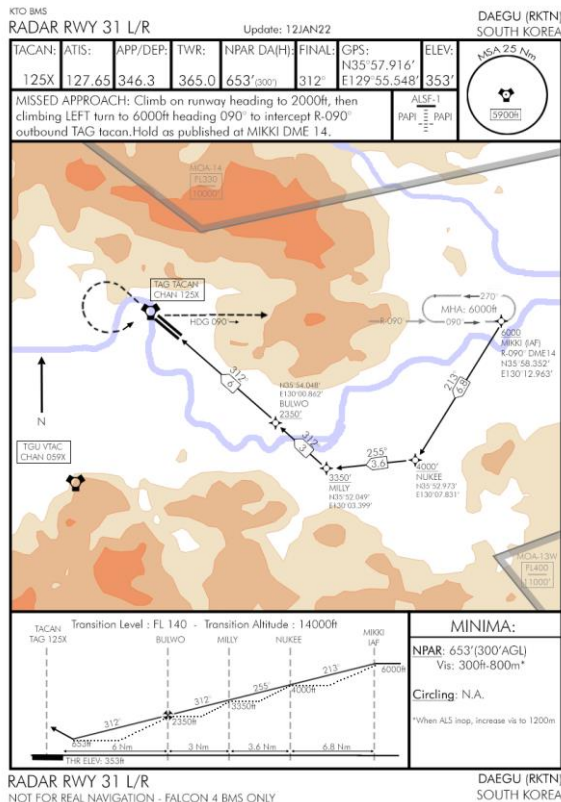 KTO BMS
RADAR RWY 31 L/R
Update: 12JAN22
DAEGU (RKTN)
SOUTH KOREA
TACAN: ATIS: APP/DEP: TWR: NPAR DA(H): FINAL: GPS: ELEV:
125X 127.65 346.3 365.0 653'(300') 312° N35°57.916' E129°55.548' 353'
MSA 25 Nm
5900ft
MISSED APPROACH: Climb on runway heading to 2000ft, then
climbing LEFT turn to 6000ft heading 090° to intercept R-090°
outbound TAG tacan.Hold as published at MIKKI DME 14.
ALSF-1
PAPI PAPI
MOA-14
FL330
10000'
TAG TACAN
CHAN 125X
HDG 090°
R-090°
270°
MHA: 6000ft
090°
6000
MIKKI (IAF)
R-090° DME14
N35°58.352'
E130°12.963'
213°
6.8
312°
6
N35°54.048'
E130°00.862'
BULWO
2350'
312°
3
255°
3.6
4000'
NUKEE
N35°52.973'
E130°07.831'
3350'
MILLY
N35°52.049'
E130°03.399'
N
TGU VTAC
CHAN 059X
MOA-13W
FL400
11000'
Transition Level : FL 140 - Transition Altitude : 14000ft
TACAN
TAG 125X
BULWO
MILLY
NUKEE
MIKKI
IAF
312°
312°
255°
213°
653ft
2350ft
3350ft
4000ft
6000ft
6 Nm
3 Nm
3.6 Nm
6.8 Nm
THR ELEV: 353ft
MINIMA:
NPAR: 653'(300'AGL)
Vis: 300ft-800m*
Circling: N.A.
*When ALS inop, increase vis to 1200m
RADAR RWY 31 L/R
NOT FOR REAL NAVIGATION - FALCON 4 BMS ONLY
DAEGU (RKTN)
SOUTH KOREA